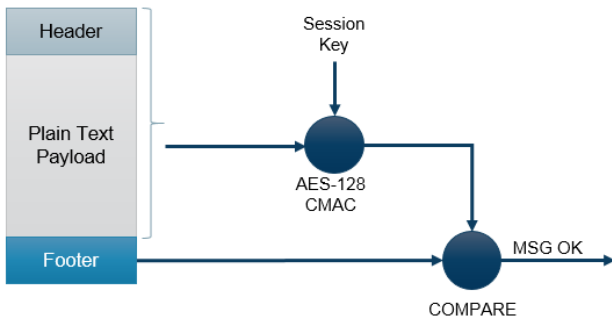 Header
Session
Key
Plain Text
Payload
AES-128
CMAC
Footer
MSG OK
COMPARE